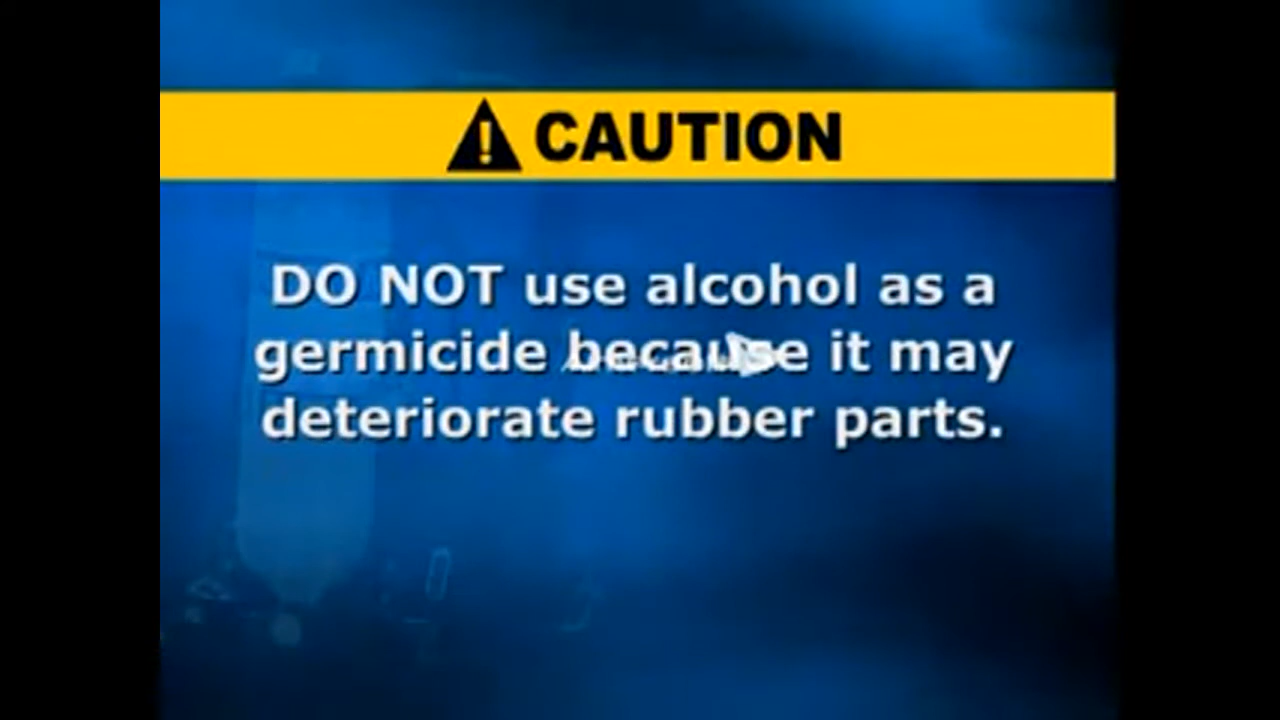 CAUTION
DO NOT use alcohol as a
germicide because it may
deteriorate rubber parts.